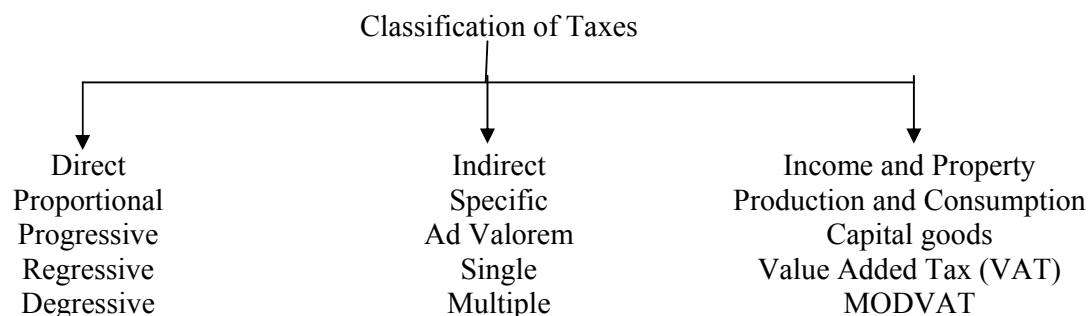 Classification of Taxes
Direct
Proportional
Progressive
Regressive
Degressive
Indirect
Specific
Ad Valorem
Single
Multiple
Income and Property
Production and Consumption
Capital goods
Value Added Tax (VAT)
MODVAT